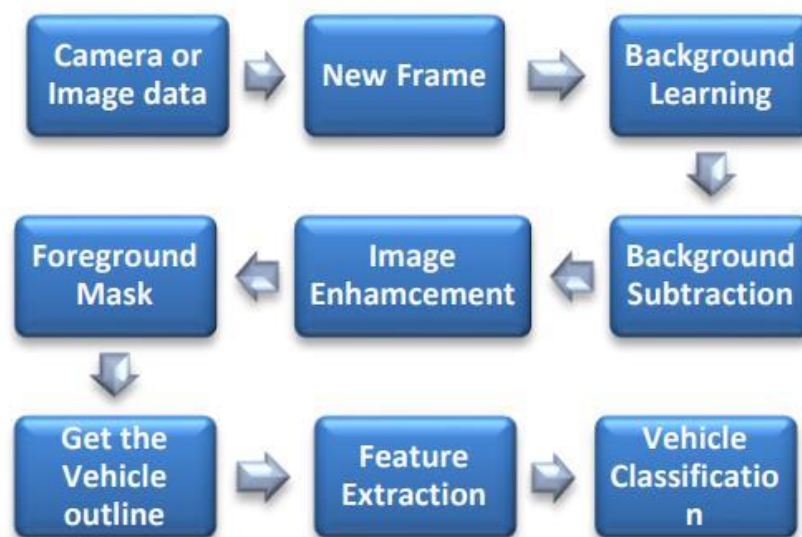 Camera or
Image data
New Frame
Background
Learning
Background
Subtraction
Image
Enhamcement
Foreground
Mask
Get the
Vehicle
outline
Feature
Extraction
Vehicle
Classificatio
n